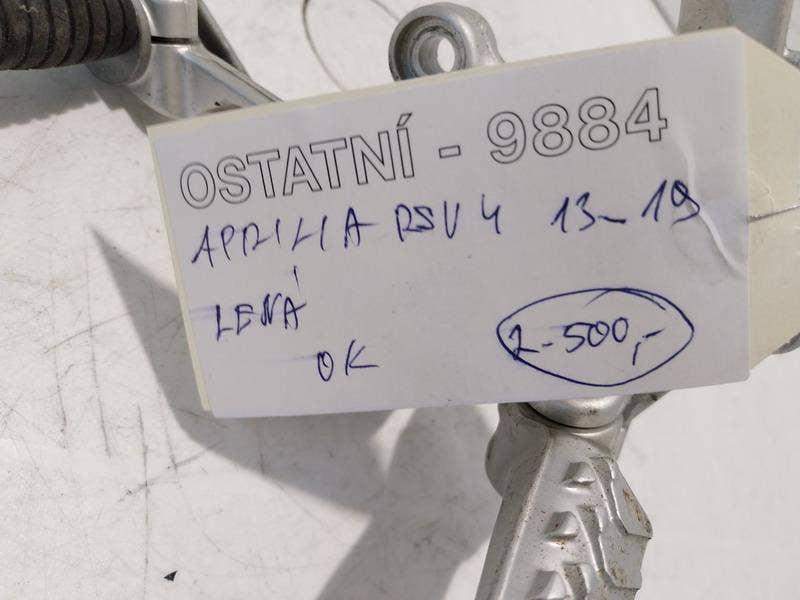 OSTATNÍ - 9884
APRILIA RSV 4 13-19
LEVÁ
OK 2-500,-